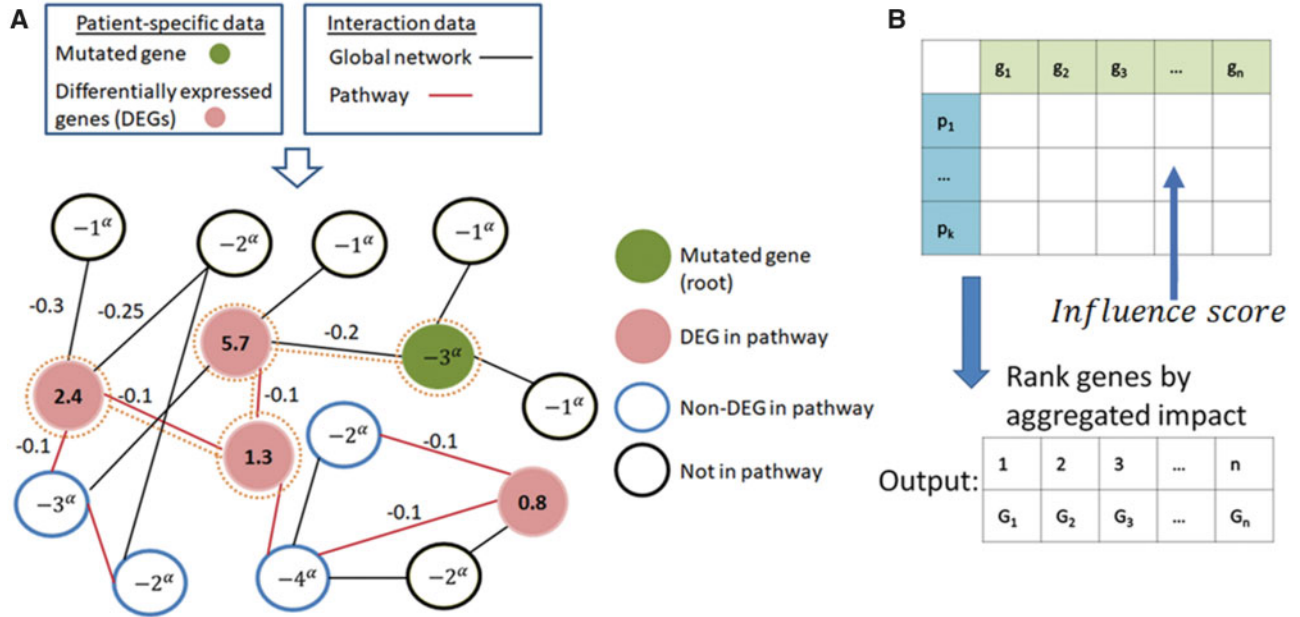 A
Patient-specific data
Mutated gene
Differentially expressed
genes (DEGs)
Interaction data
Global network
Pathway
−1^α
−2^α
−1^α
−1^α
-0.3
-0.25
5.7
-0.2
−3^α
2.4
-0.1
-0.1
−1^α
-0.1
1.3
−2^α
-0.1
−3^α
0.8
-0.1
−2^α
−4^α
−2^α
Mutated gene
(root)
DEG in pathway
Non-DEG in pathway
Not in pathway
B
g₁ g₂ g₃ ... gₙ
p₁
...
pₖ
Influence score
Rank genes by
aggregated impact
Output:
1 2 3 ... n
G₁ G₂ G₃ ... Gₙ